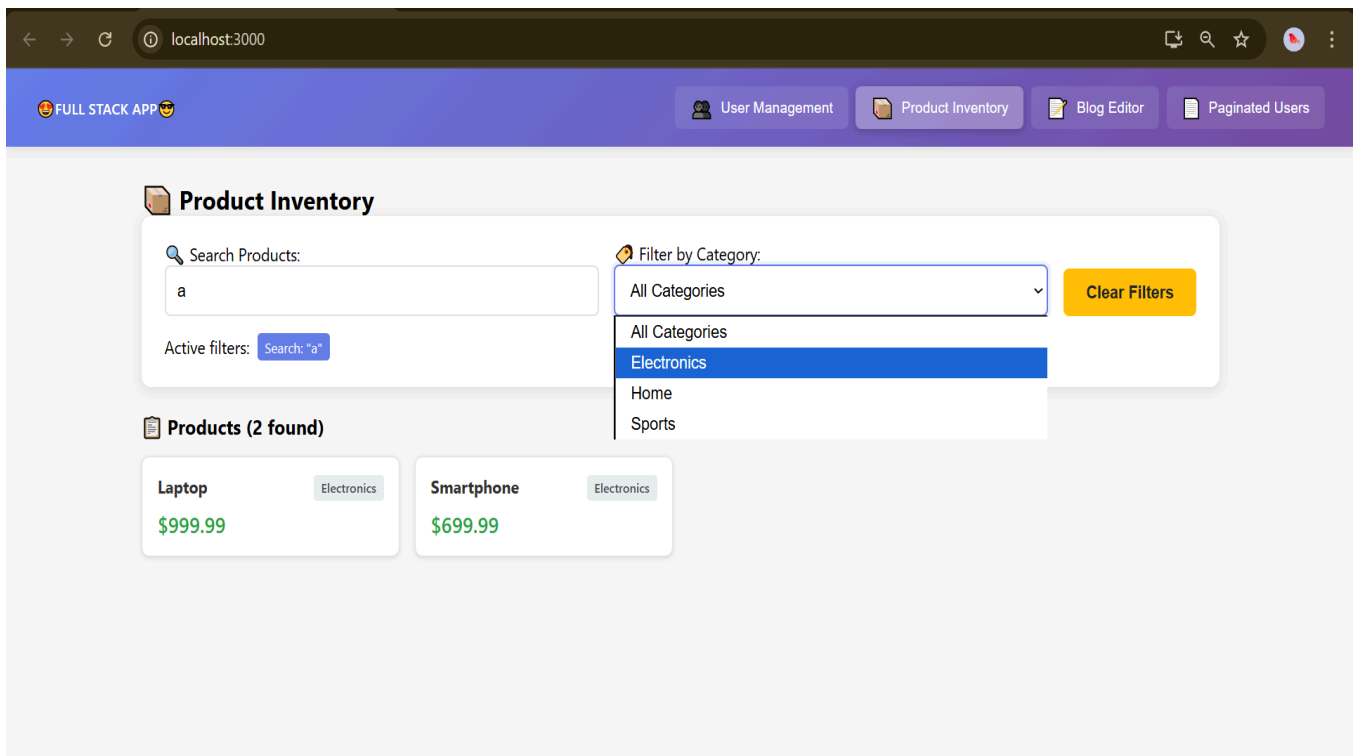 localhost:3000
FULL STACK APP
User Management
Product Inventory
Blog Editor
Paginated Users
Product Inventory
Search Products:
a
Filter by Category:
All Categories
Clear Filters
All Categories
Electronics
Home
Sports
Active filters: Search: "a"
Products (2 found)
Laptop Electronics
$999.99
Smartphone Electronics
$699.99